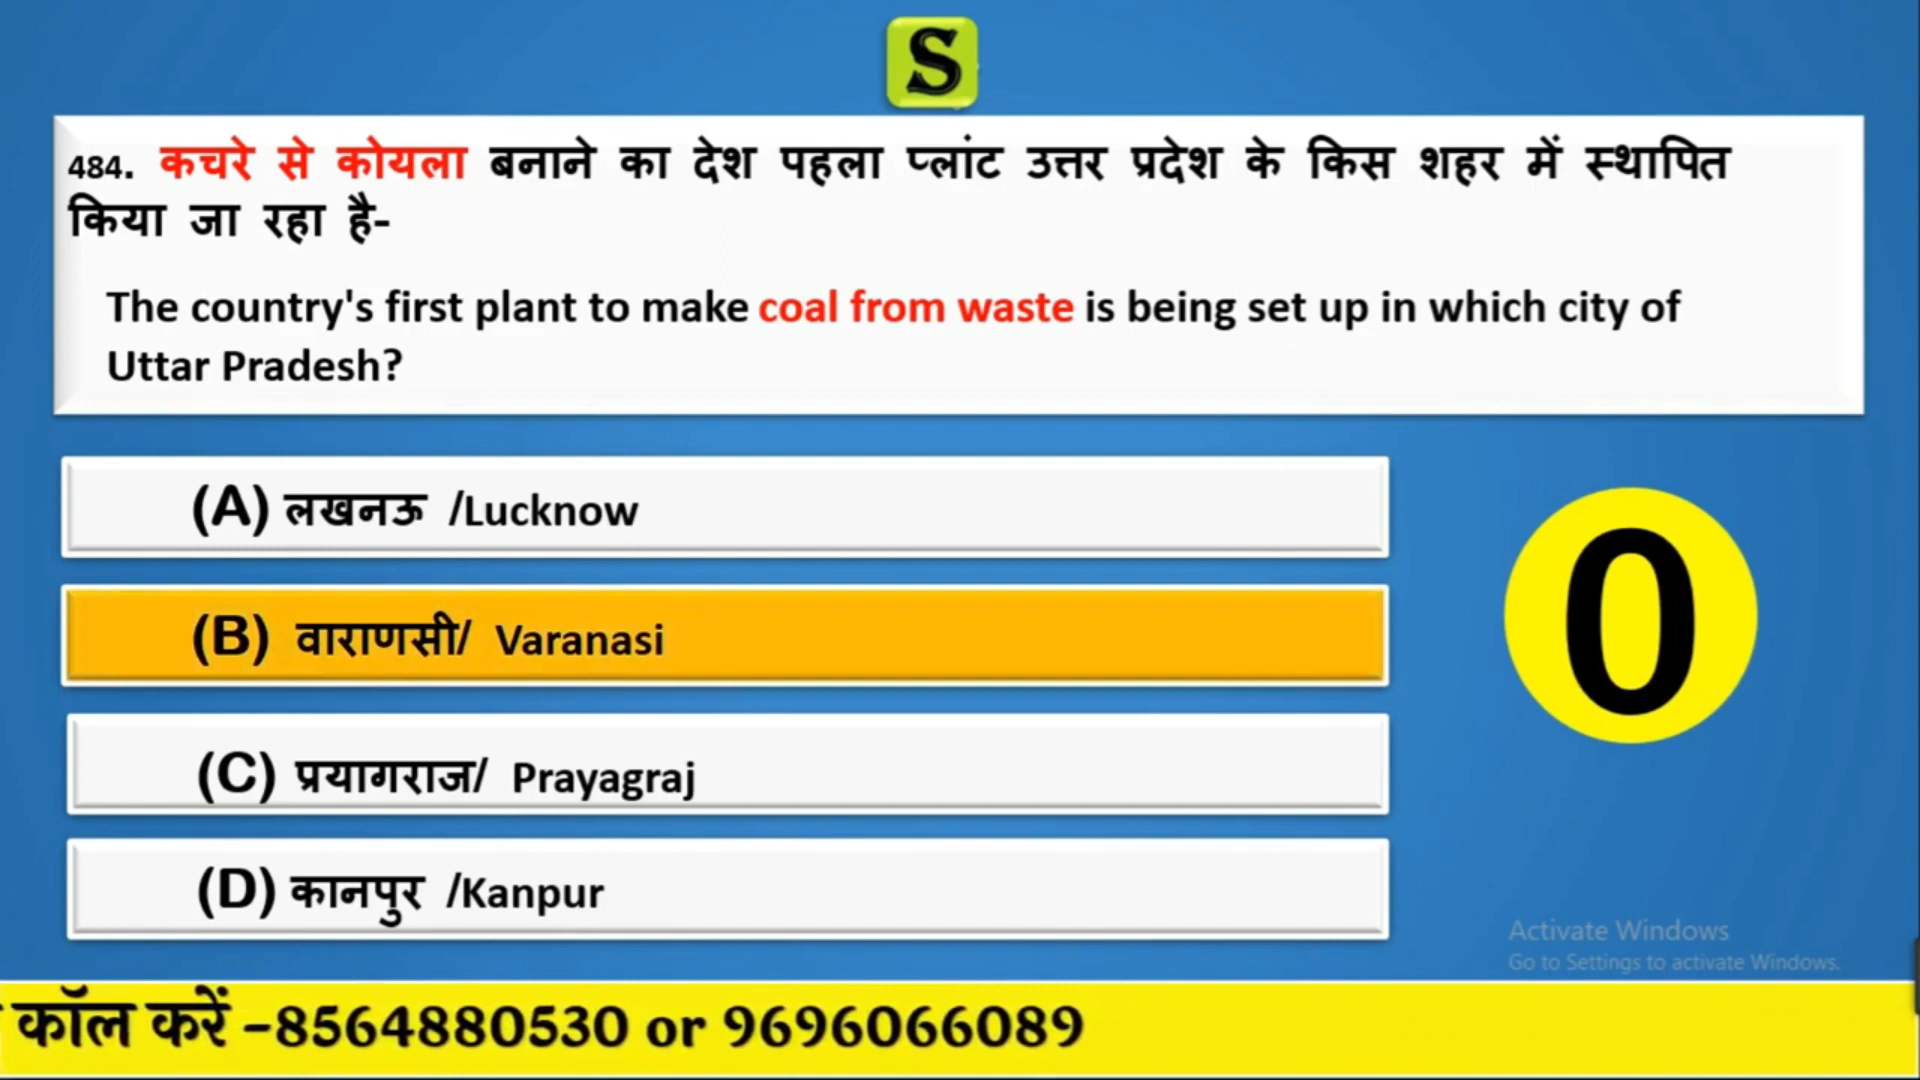 S
484. कचरे से कोयला बनाने का देश पहला प्लांट उत्तर प्रदेश के किस शहर में स्थापित
किया जा रहा है-
The country's first plant to make coal from waste is being set up in which city of
Uttar Pradesh?
(A) लखनऊ /Lucknow
(B) वाराणसी/ Varanasi
0
(C) प्रयागराज/ Prayagraj
(D) कानपुर /Kanpur
Activate Windows
Go to Settings to activate Windows.
कॉल करें –8564880530 or 9696066089